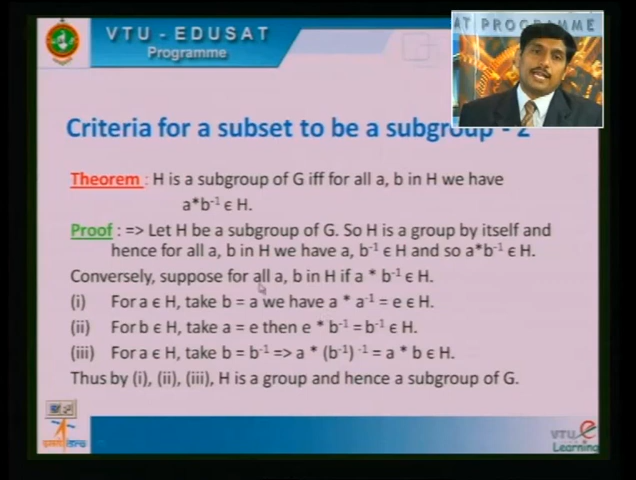 VTU - EDUSAT
Programme
AT PROGRAMME
Criteria for a subset to be a subgroup - 2
Theorem : H is a subgroup of G iff for all a, b in H we have
a*b⁻¹ ϵ H.
Proof : => Let H be a subgroup of G. So H is a group by itself and
hence for all a, b in H we have a, b⁻¹ ϵ H and so a*b⁻¹ ϵ H.
Conversely, suppose for all a, b in H if a * b⁻¹ ϵ H.
(i) For a ϵ H, take b = a we have a * a⁻¹ = e ϵ H.
(ii) For b ϵ H, take a = e then e * b⁻¹ = b⁻¹ ϵ H.
(iii) For a ϵ H, take b = b⁻¹ => a * (b⁻¹) ⁻¹ = a * b ϵ H.
Thus by (i), (ii), (iii), H is a group and hence a subgroup of G.
VTU e
Learning